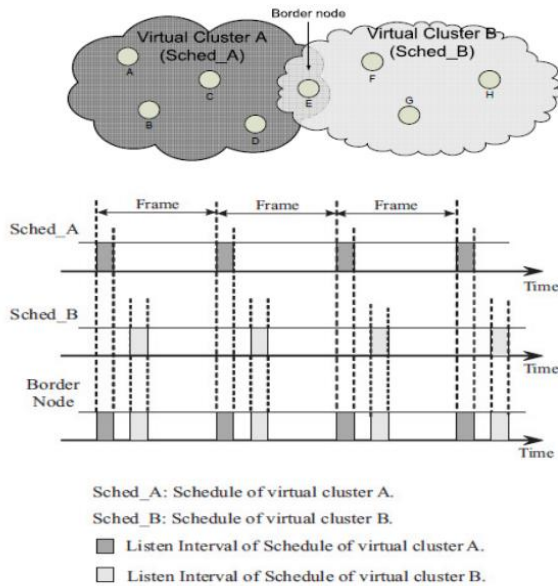 Border node
Virtual Cluster A
(Sched_A)
Virtual Cluster B
(Sched_B)
A
B
C
D
E
F
G
H
Frame
Frame
Frame
Sched_A
Time
Sched_B
Time
Border
Node
Time
Sched_A: Schedule of virtual cluster A.
Sched_B: Schedule of virtual cluster B.
Listen Interval of Schedule of virtual cluster A.
Listen Interval of Schedule of virtual cluster B.